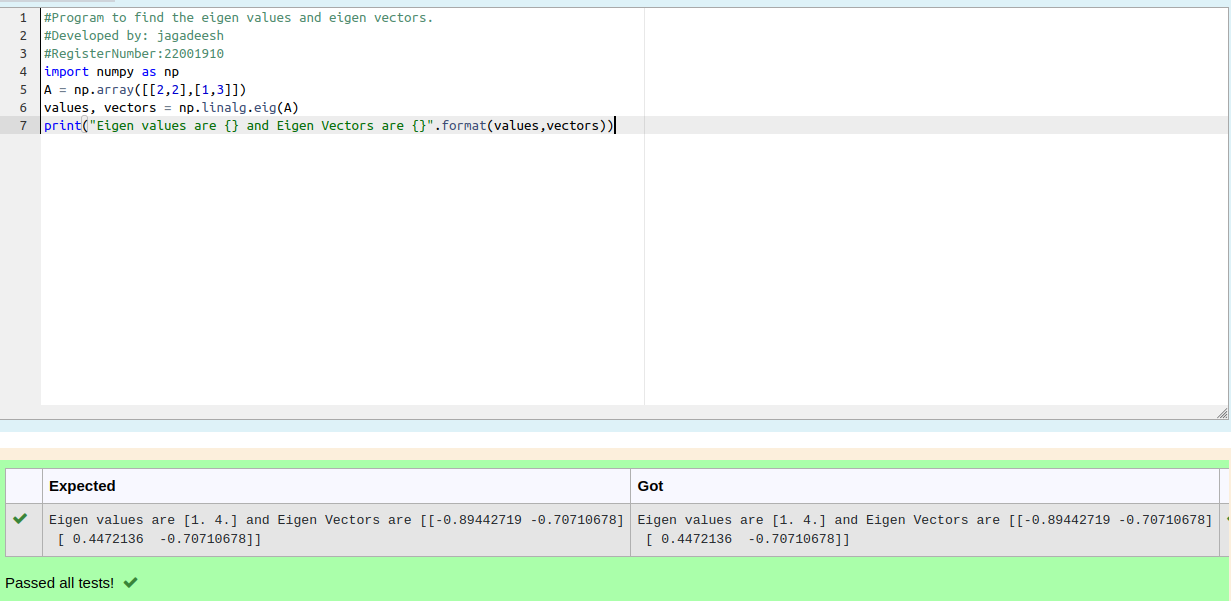 1 #Program to find the eigen values and eigen vectors.
2 #Developed by: jagadeesh
3 #RegisterNumber:22001910
4 import numpy as np
5 A = np.array([[2,2],[1,3]])
6 values, vectors = np.linalg.eig(A)
7 print("Eigen values are {} and Eigen Vectors are {}".format(values,vectors))
Expected Got
Eigen values are [1. 4.] and Eigen Vectors are [[-0.89442719 -0.70710678] Eigen values are [1. 4.] and Eigen Vectors are [[-0.89442719 -0.70710678]
[ 0.4472136  -0.70710678]] [ 0.4472136  -0.70710678]]
Passed all tests!